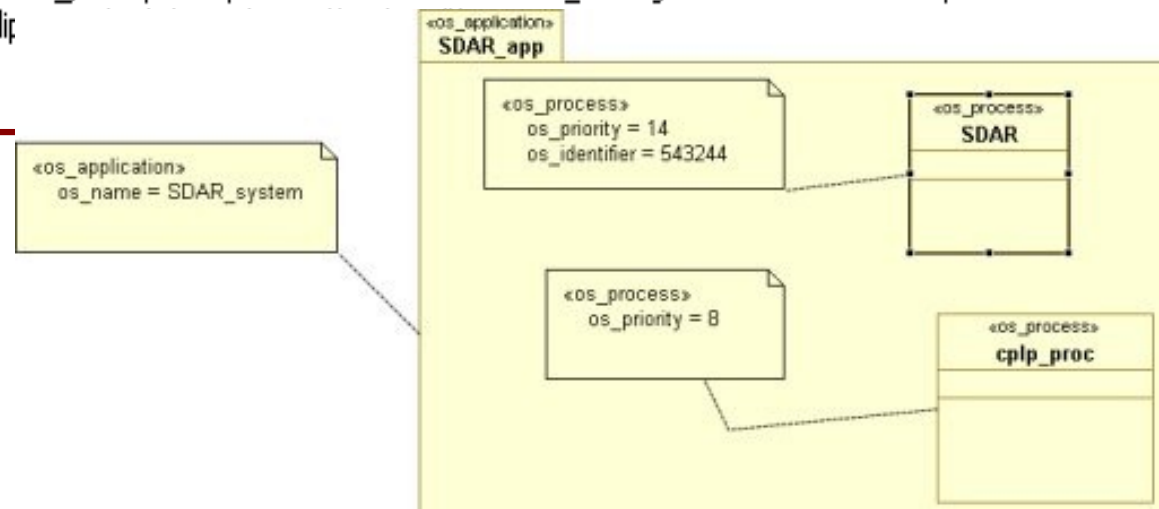 «os_application»
SDAR_app
«os_process»
os_priority = 14
os_identifier = 543244
«os_process»
SDAR
«os_application»
os_name = SDAR_system
«os_process»
os_priority = 8
«os_process»
cplp_proc